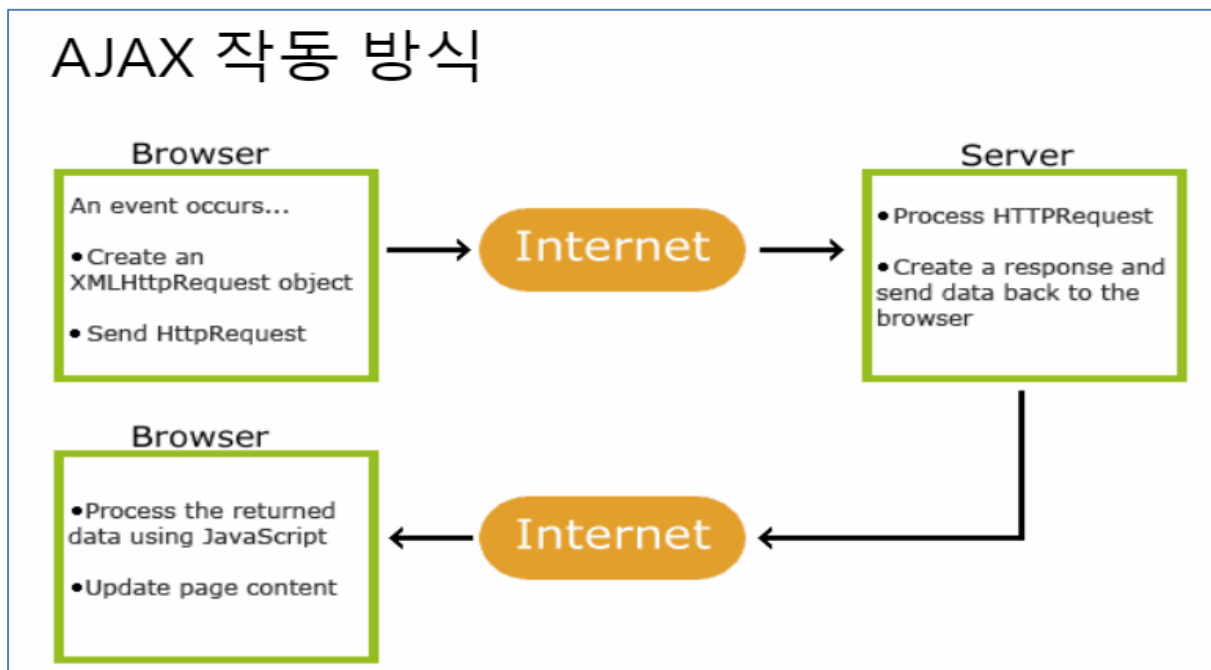 AJAX 작동 방식
Browser
An event occurs...
•Create an
XMLHttpRequest object
• Send HttpRequest
Internet
Server
•Process HTTPRequest
•Create a response and
send data back to the
browser
Browser
•Process the returned
data using JavaScript
•Update page content
Internet